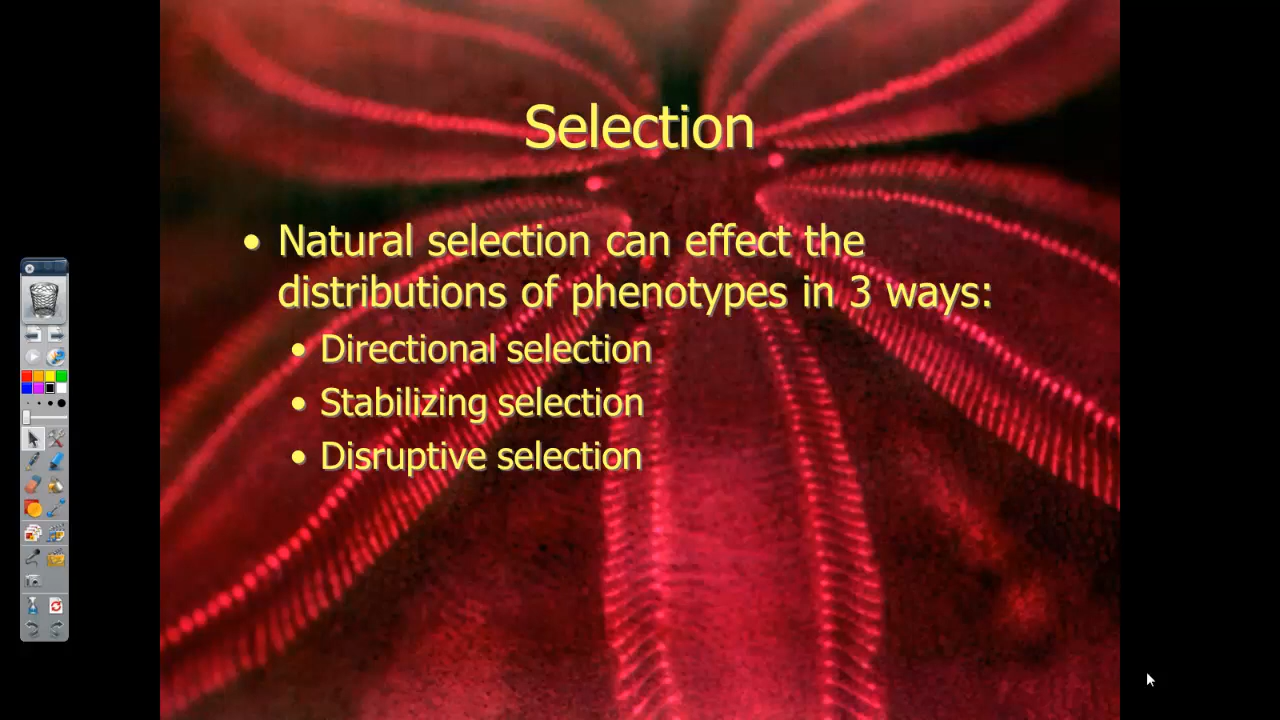 Selection
• Natural selection can effect the
distributions of phenotypes in 3 ways:
• Directional selection
• Stabilizing selection
• Disruptive selection